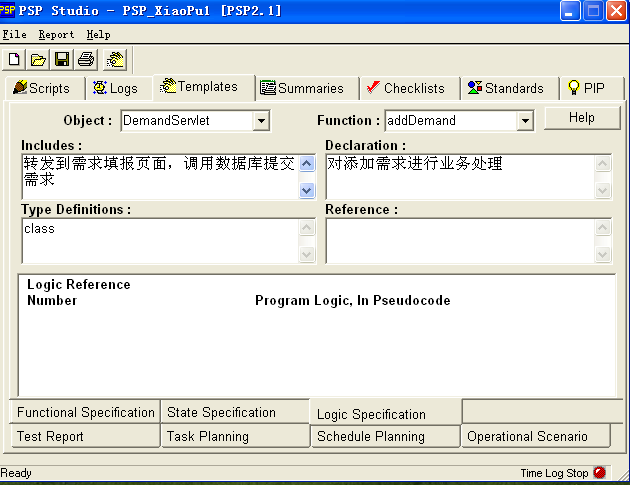 PSP PSP Studio - PSP_XiaoPu1 [PSP2.1]
File Report Help
Scripts Logs Templates Summaries Checklists Standards PIP
Object : DemandServlet Function : addDemand Help
Includes : Declaration :
转发到需求填报页面，调用数据库提交 对添加需求进行业务处理
需求
Type Definitions : Reference :
class
Logic Reference
Number Program Logic, In Pseudocode
Functional Specification State Specification Logic Specification
Test Report Task Planning Schedule Planning Operational Scenario
Ready Time Log Stop